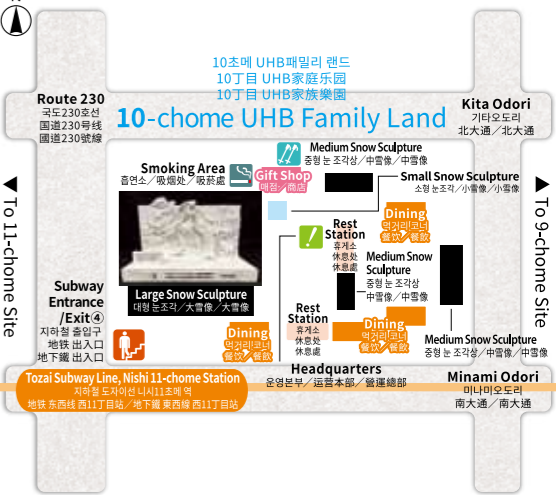 10초메 UHB패밀리 랜드
10丁目 UHB家庭乐园
10丁目 UHB家族樂園
10-chome UHB Family Land
Route 230
국도230호선
国道230号线
國道230號線
Kita Odori
기타오도리
北大通／北大通
Medium Snow Sculpture
중형 눈 조각상／中雪像／中雪像
Smoking Area
흡연소／吸烟处／吸菸處
Gift Shop
매점／商店
Small Snow Sculpture
소형 눈조각／小雪像／小雪像
◀ To 11-chome Site
▶ To 9-chome Site
Dining
먹거리 코너
餐饮／餐飲
Rest
Station
휴게소
休息处
休息處
Medium Snow
Sculpture
중형 눈 조각상
中雪像／中雪像
Large Snow Sculpture
대형 눈조각／大雪像／大雪像
Subway
Entrance
/Exit④
지하철 출입구
地铁 出入口
地下鐵 出入口
Rest
Station
휴게소
休息处
休息處
Dining
먹거리 코너
餐饮／餐飲
Dining
먹거리 코너
餐饮／餐飲
Medium Snow Sculpture
중형 눈 조각상／中雪像／中雪像
Headquarters
운영본부／运营本部／營運總部
Tozai Subway Line, Nishi 11-chome Station
지하철 도자이선 니시11초메 역
地铁 东西线 西11丁目站／地下鐵 東西線 西11丁目站
Minami Odori
미나미오도리
南大通／南大通